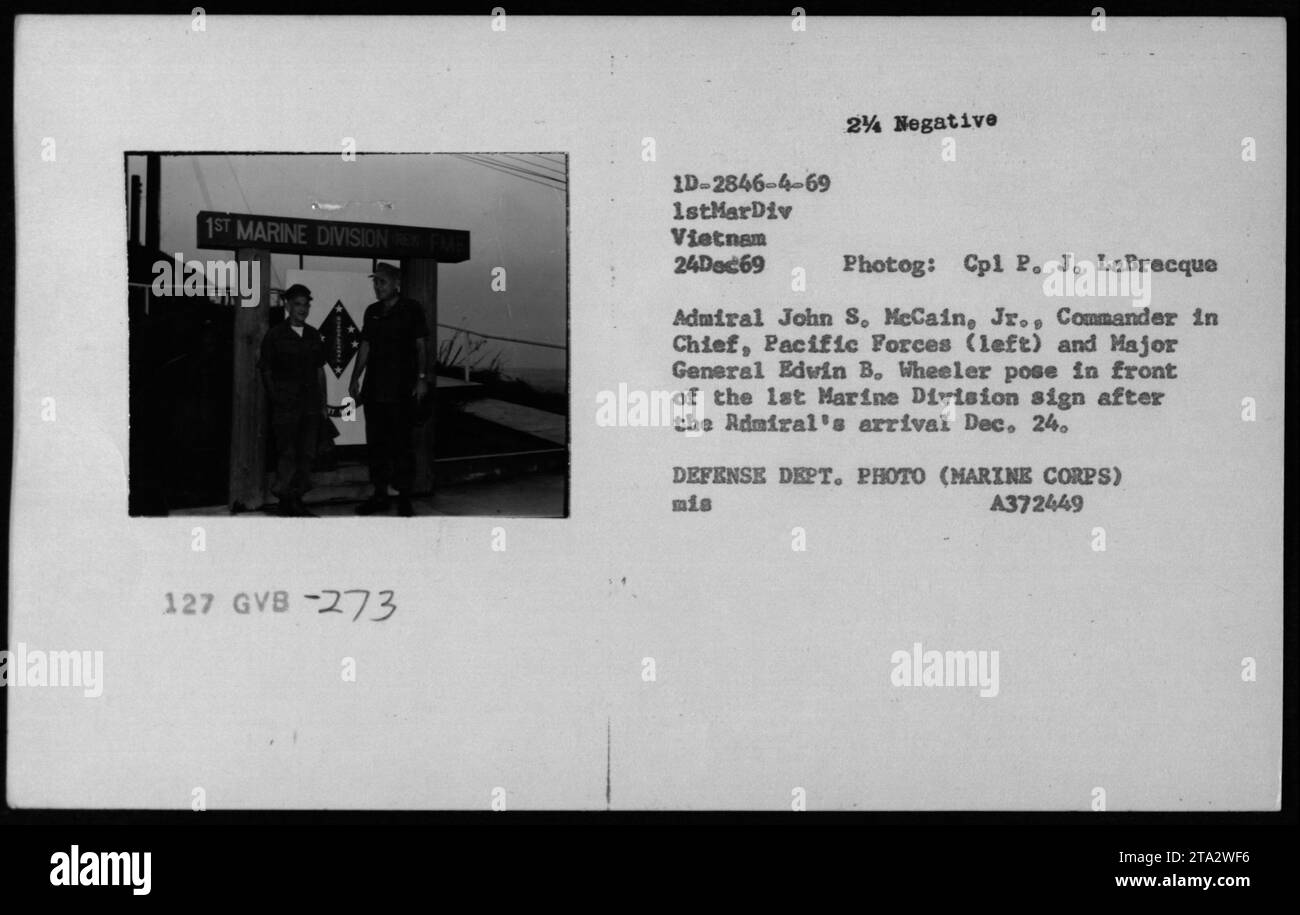 2¼ Negative
1D-2846-4-69
1stMarDiv
Vietnam
24Dec69 Photog: Cpl P. J. LaBrecque
Admiral John S. McCain, Jr., Commander in
Chief, Pacific Forces (left) and Major
General Edwin B. Wheeler pose in front
of the 1st Marine Division sign after
the Admiral's arrival Dec. 24.
DEFENSE DEPT. PHOTO (MARINE CORPS)
mis A372449
1ST MARINE DIVISION (REIN) FMF
127 GVB -273
alamy
alamy
alamy
a
alamy
Image ID: 2TA2WF6
www.alamy.com